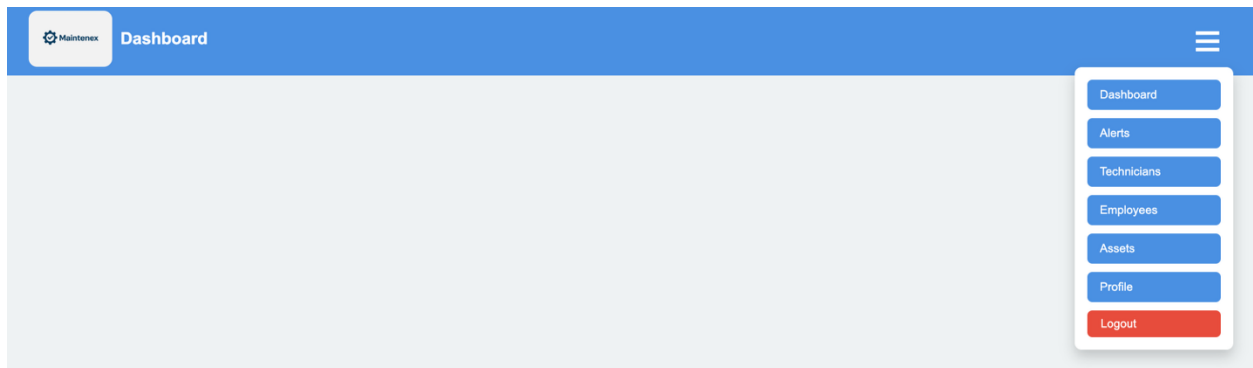 Maintenex
Dashboard
Dashboard
Alerts
Technicians
Employees
Assets
Profile
Logout